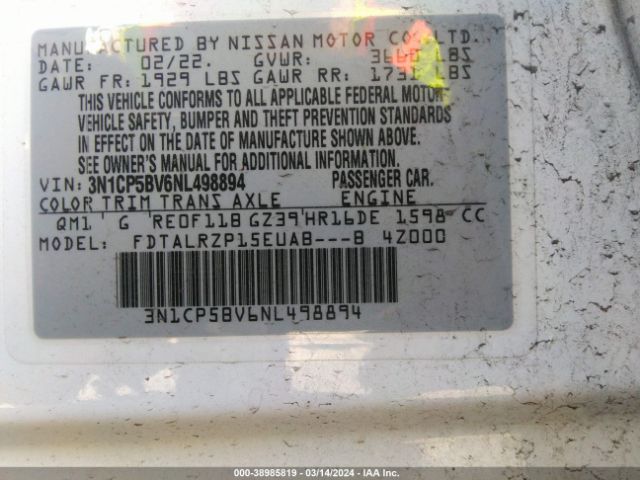 MANUFACTURED BY NISSAN MOTOR CO., LTD.
DATE: 02/22. GVWR: LBS
GAWR FR: 1929 LBS GAWR RR: LBS
THIS VEHICLE CONFORMS TO ALL APPLICABLE FEDERAL MOTOR
VEHICLE SAFETY, BUMPER AND THEFT PREVENTION STANDARDS
IN EFFECT ON THE DATE OF MANUFACTURE SHOWN ABOVE.
SEE OWNER'S MANUAL FOR ADDITIONAL INFORMATION.
VIN: 3N1CP5BV6NL498894 PASSENGER CAR.
COLOR TRIM TRANS AXLE ENGINE
QM1 G RE0F11B GZ39 HR16DE 1598 CC
MODEL: FDTALRZP15EUAB---B 4Z000
3N1CP5BV6NL498894
000-38985819 - 03/14/2024 - IAA Inc.